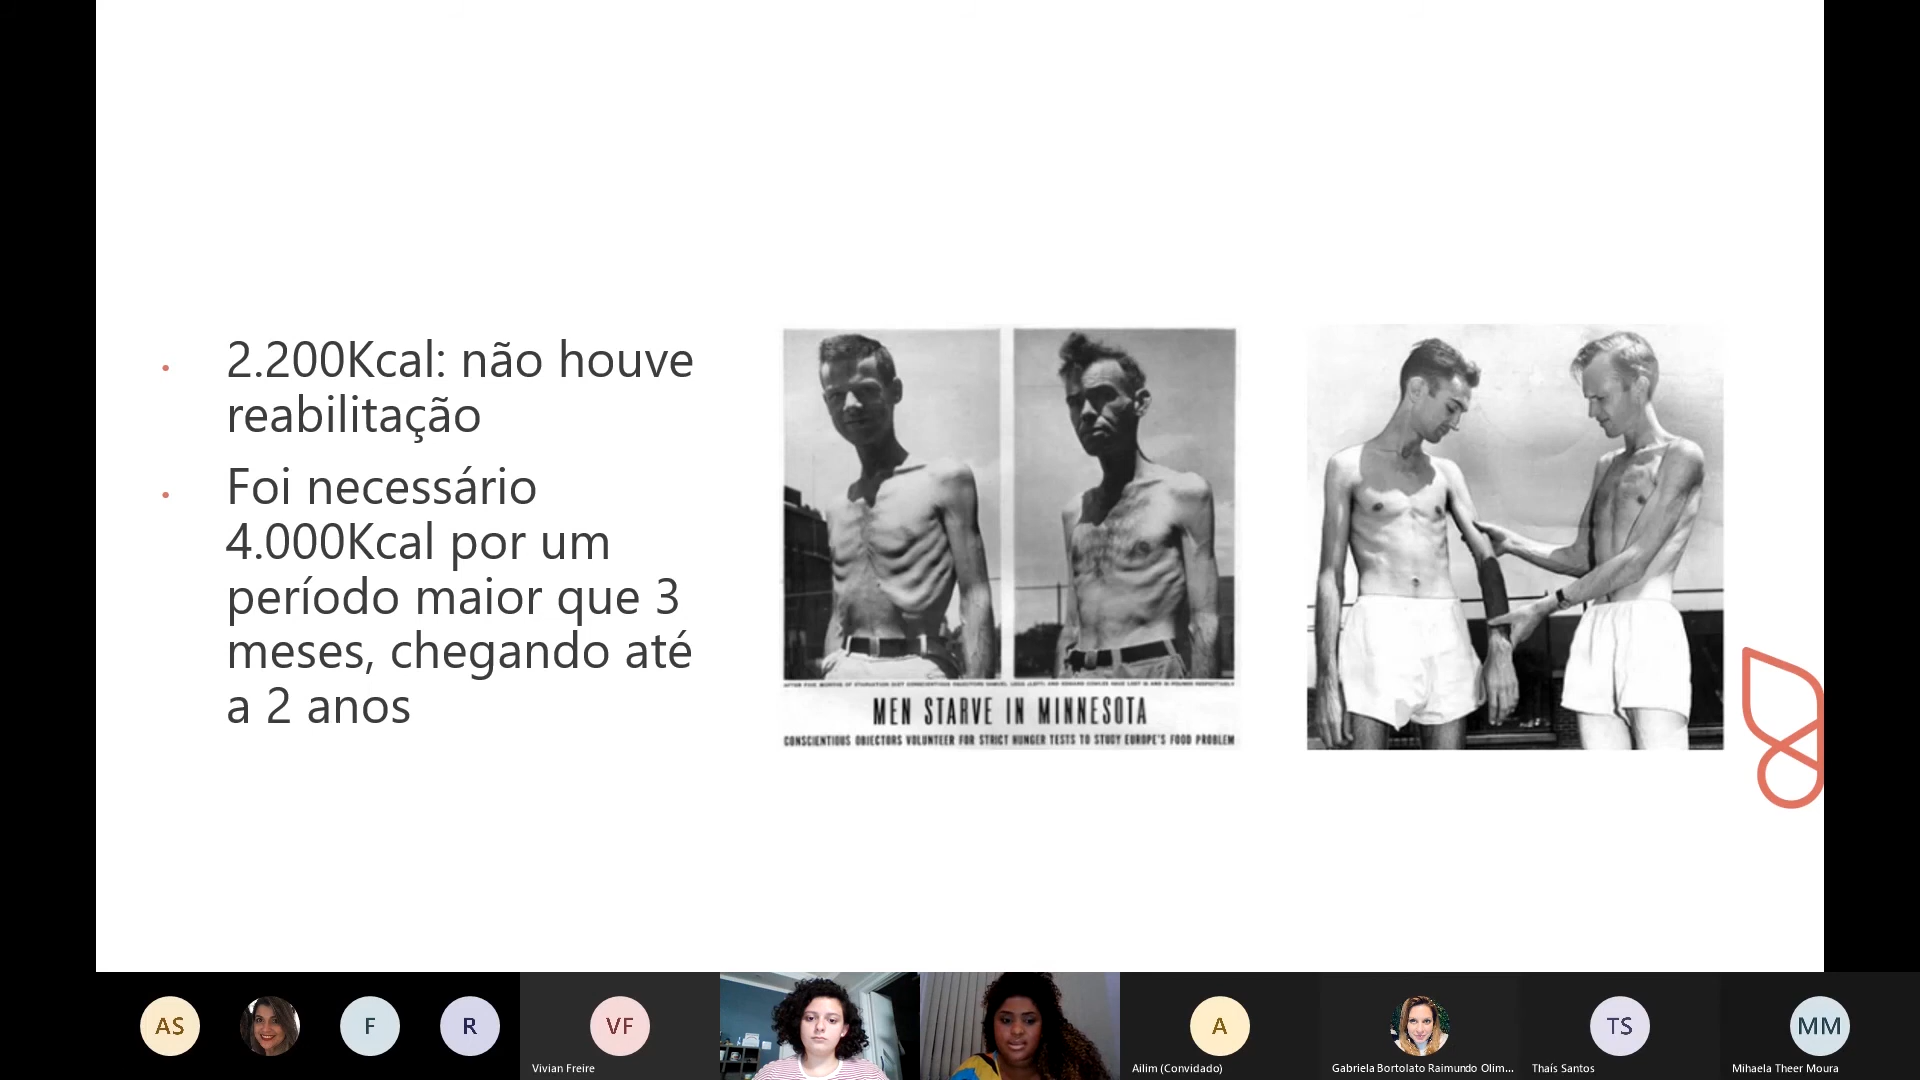 2.200Kcal: não houve
reabilitação
Foi necessário
4.000Kcal por um
período maior que 3
meses, chegando até
a 2 anos
MEN STARVE IN MINNESOTA
CONSCIENTIOUS OBJECTORS VOLUNTEER FOR STRICT HUNGER TESTS TO STUDY EUROPE'S FOOD PROBLEM
AS
F
R
VF
A
TS
MM
Vivian Freire
Ailim (Convidado)
Gabriela Bortolato Raimundo Olim...
Thaís Santos
Mihaela Theer Moura